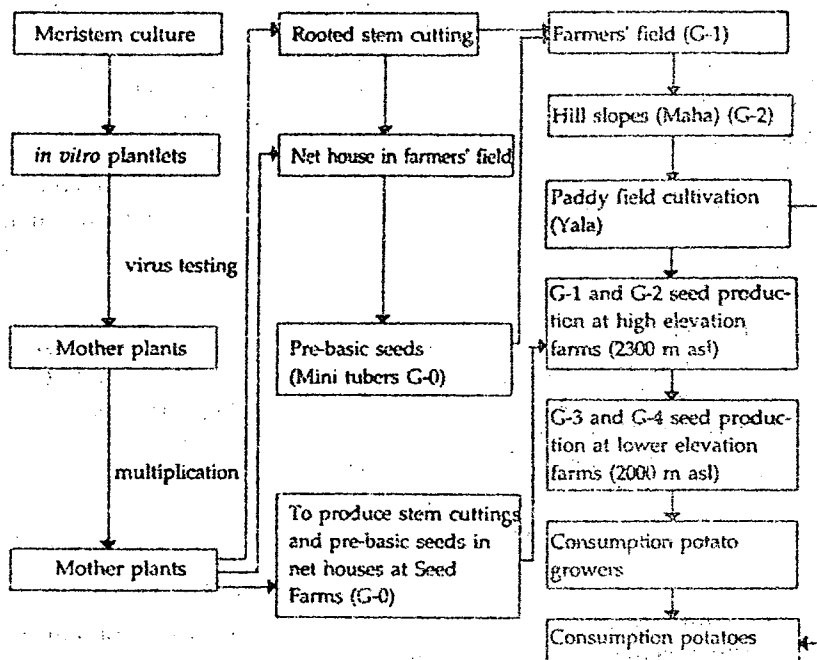 Meristem culture
in vitro plantlets
virus testing
Mother plants
multiplication
Mother plants
Rooted stem cutting
Net house in farmers' field
Pre-basic seeds
(Mini tubers G-0)
To produce stem cuttings
and pre-basic seeds in
net houses at Seed
Farms (G-0)
Farmers' field (G-1)
Hill slopes (Maha) (G-2)
Paddy field cultivation
(Yala)
G-1 and G-2 seed produc-
tion at high elevation
farms (2300 m asl)
G-3 and G-4 seed produc-
tion at lower elevation
farms (2000 m asl)
Consumption potato
growers
Consumption potatoes